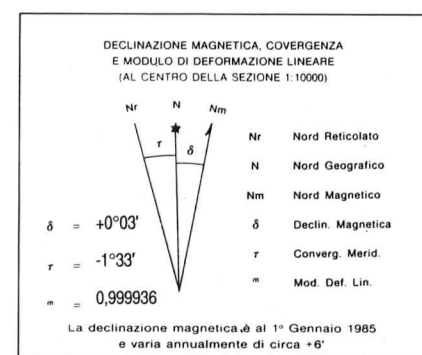 DECLINAZIONE MAGNETICA, COVERGENZA
E MODULO DI DEFORMAZIONE LINEARE
(AL CENTRO DELLA SEZIONE 1:10000)
Nr N Nm
τ δ
Nr Nord Reticolato
N Nord Geografico
Nm Nord Magnetico
δ = +0°03'
δ Declin. Magnetica
τ = -1°33'
τ Converg. Merid.
m = 0,999936
m Mod. Def. Lin.
La declinazione magnetica è al 1° Gennaio 1985
e varia annualmente di circa +6'